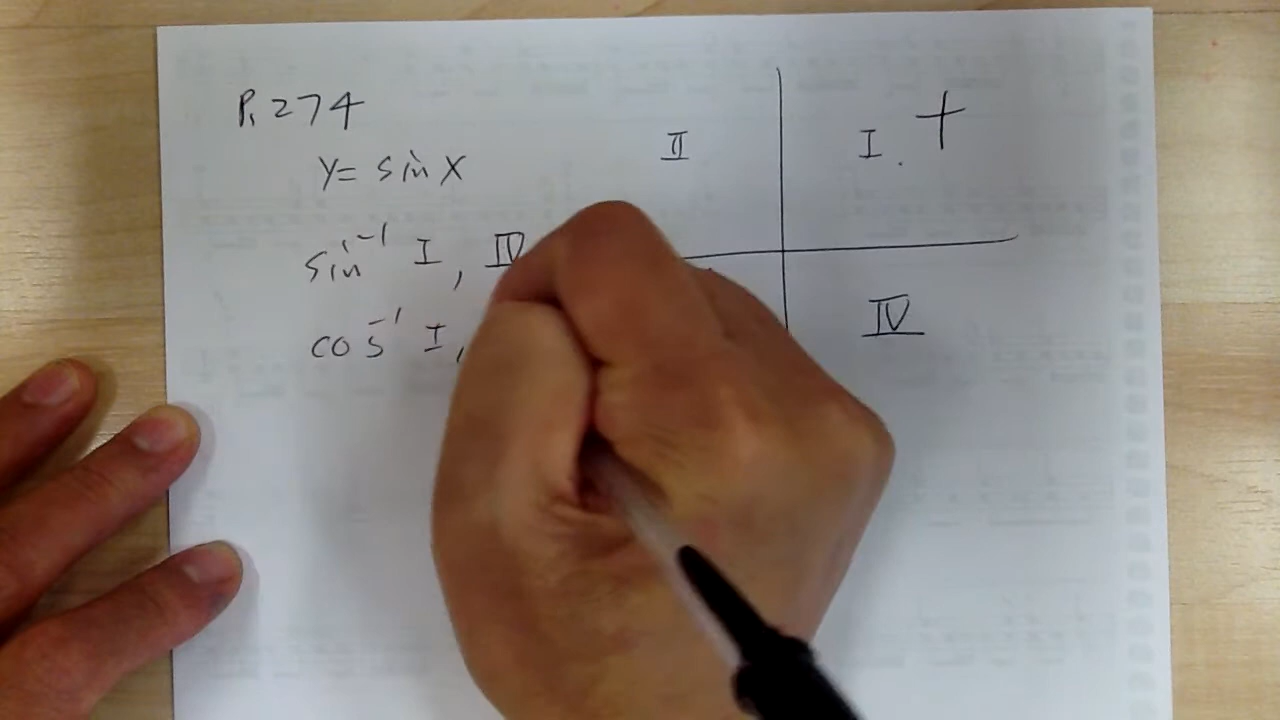 P. 274
y = sin x
sin⁻¹ I, IV
cos⁻¹ I,
II
I. +
IV